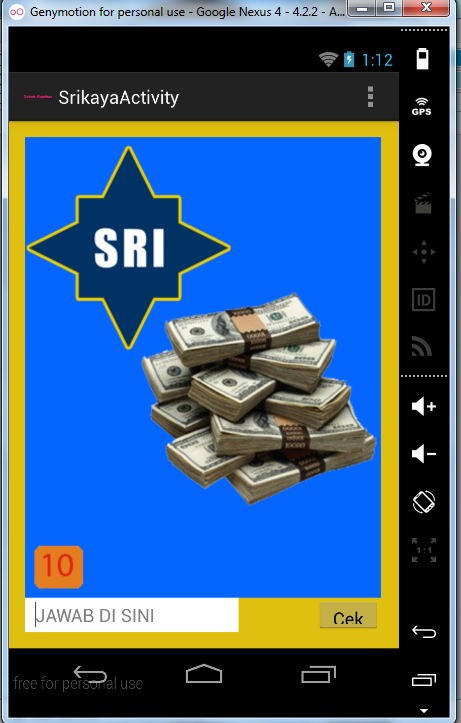 Genymotion for personal use - Google Nexus 4 - 4.2.2 - A...
1:12
SrikayaActivity
GPS
SRI
ID
10
1:1
JAWAB DI SINI
Cek
free for personal use